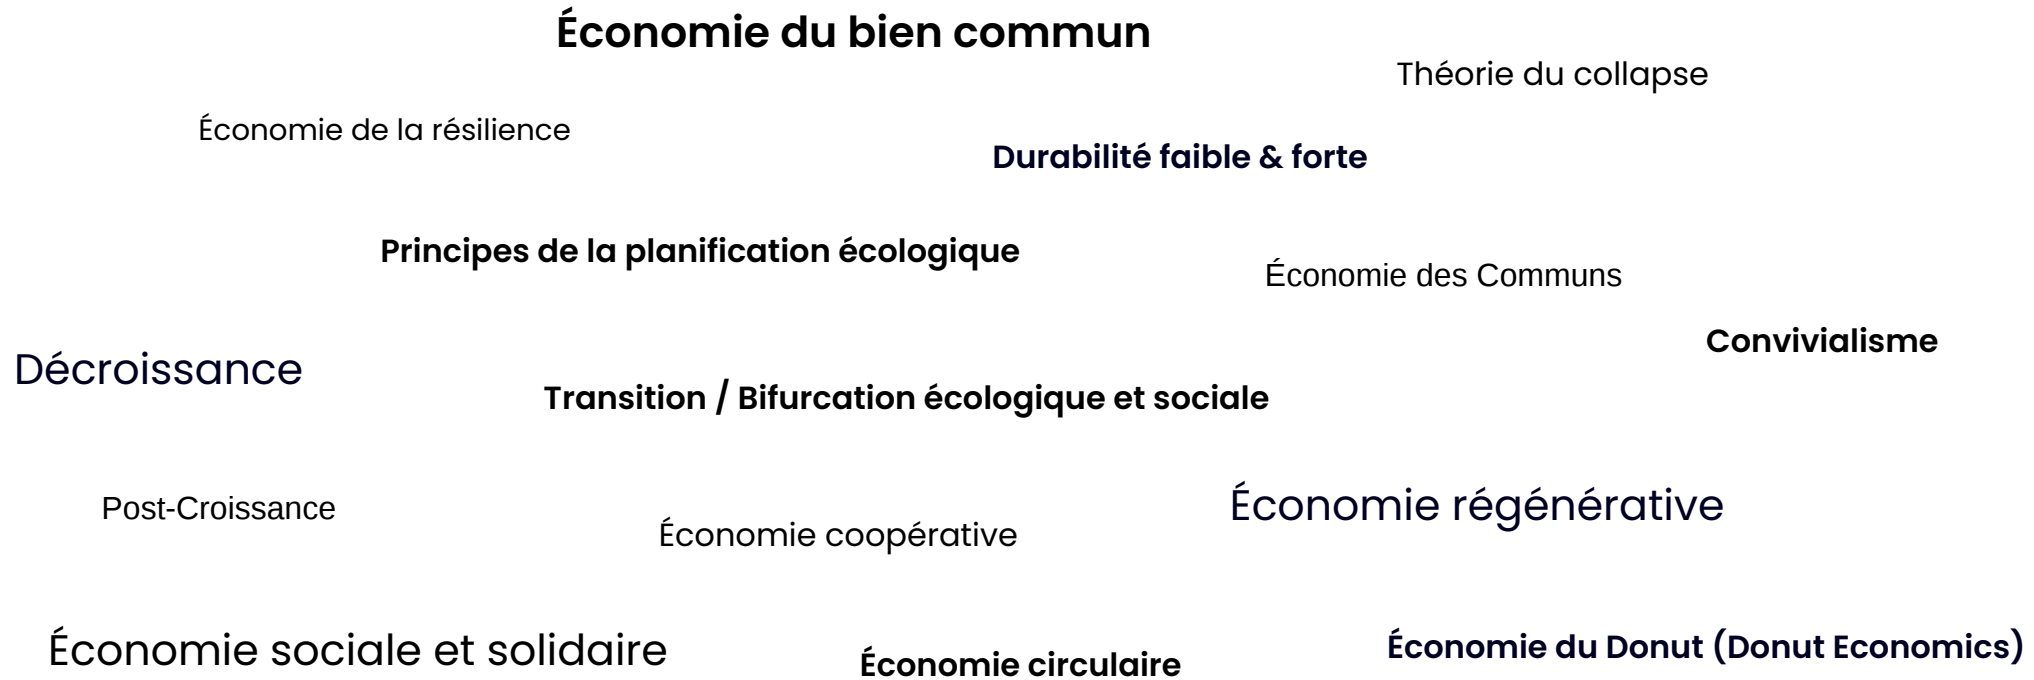 Économie du bien commun
Théorie du collapse
Économie de la résilience
Durabilité faible & forte
Principes de la planification écologique
Économie des Communs
Convivialisme
Décroissance
Transition / Bifurcation écologique et sociale
Post-Croissance
Économie régénérative
Économie coopérative
Économie sociale et solidaire
Économie circulaire
Économie du Donut (Donut Economics)